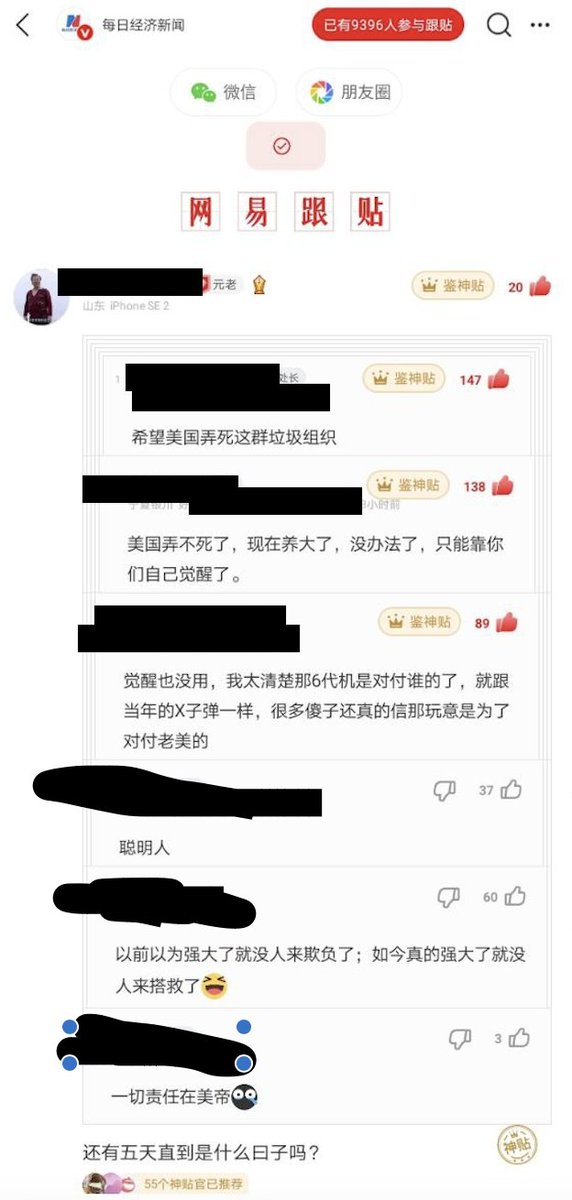 每日经济新闻
已有9396人参与跟贴
微信
朋友圈
网易跟贴
元老
鉴神贴
20
山东 iPhone SE 2
1
处长
鉴神贴
147
希望美国弄死这群垃圾组织
鉴神贴
138
小时前
美国弄不死了，现在养大了，没办法了，只能靠你
们自己觉醒了。
鉴神贴
89
觉醒也没用，我太清楚那6代机是对付谁的了，就跟
当年的X子弹一样，很多傻子还真的信那玩意是为了
对付老美的
37
聪明人
60
以前以为强大了就没人来欺负了；如今真的强大了就没
人来搭救了
3
一切责任在美帝
还有五天直到是什么曰子吗？
神贴
55个神贴官已推荐